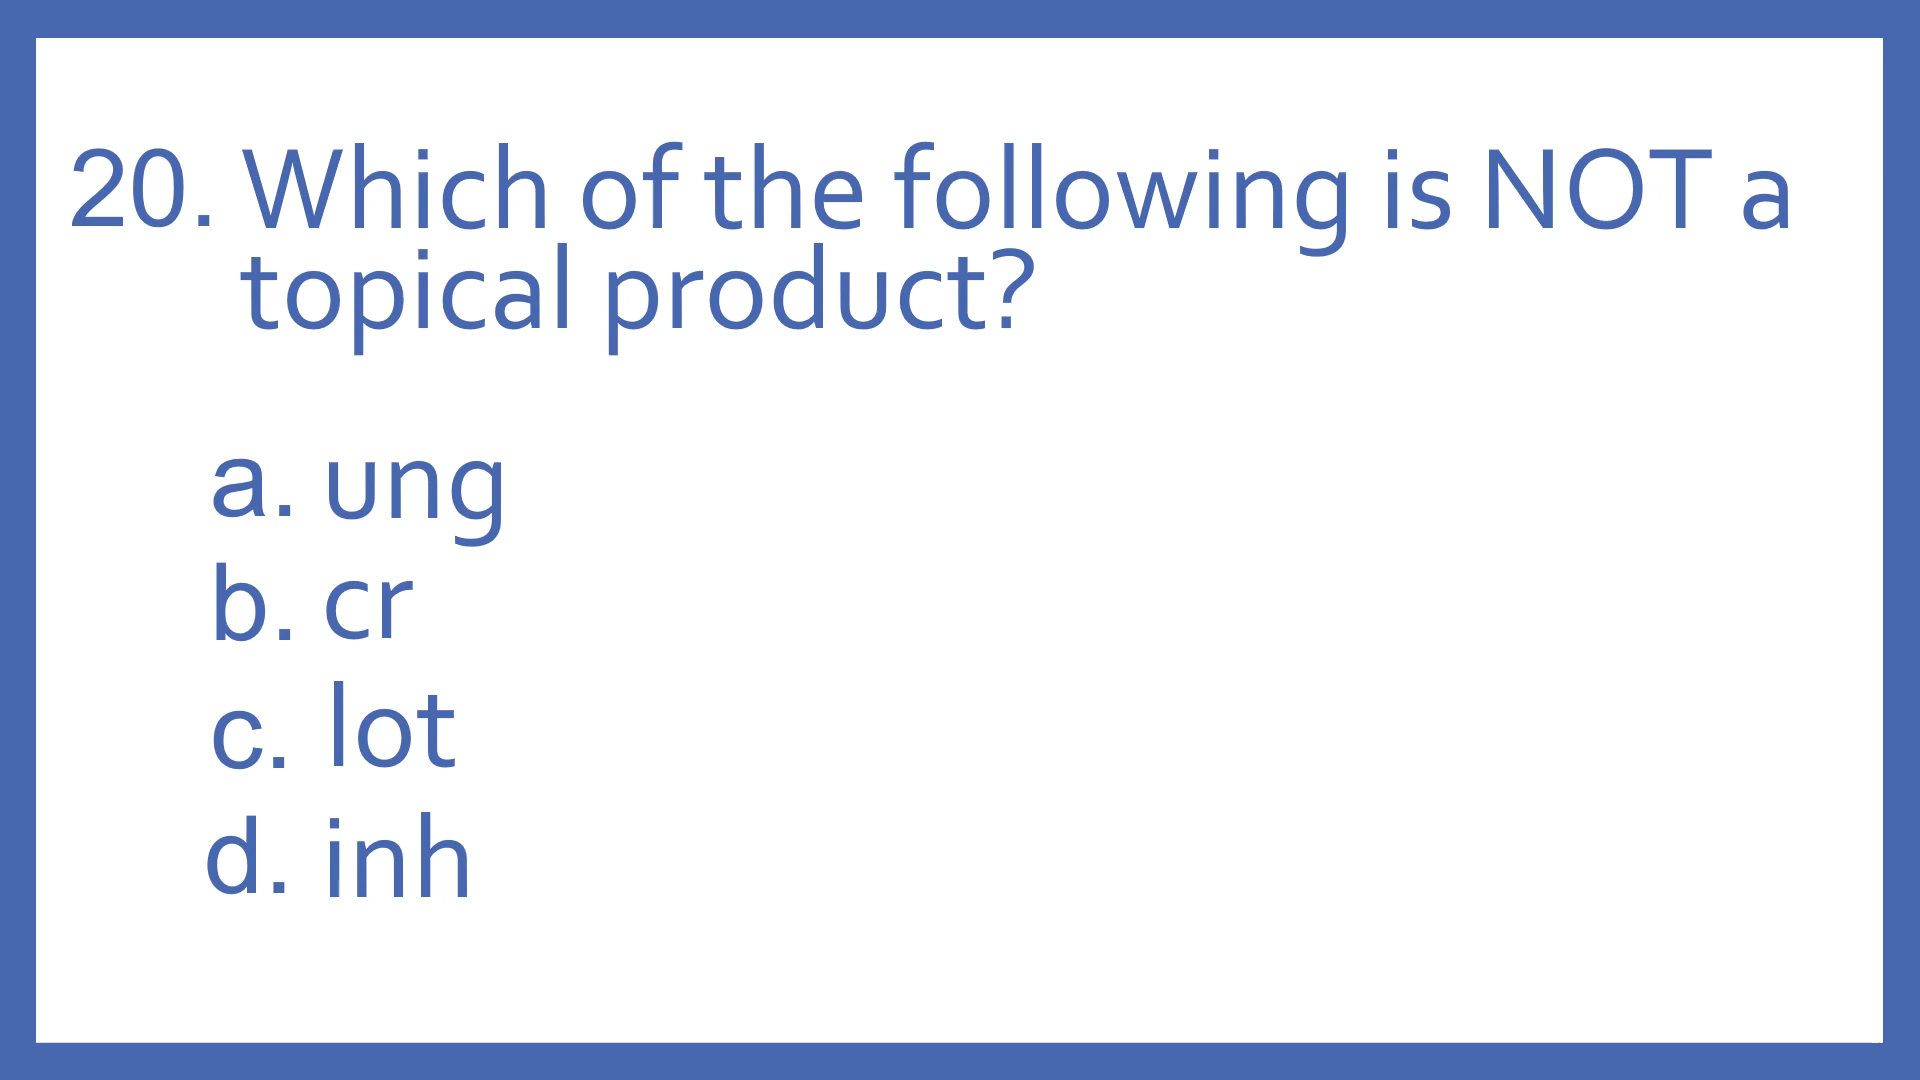 20. Which of the following is NOT a
topical product?
a. ung
b. cr
c. lot
d. inh